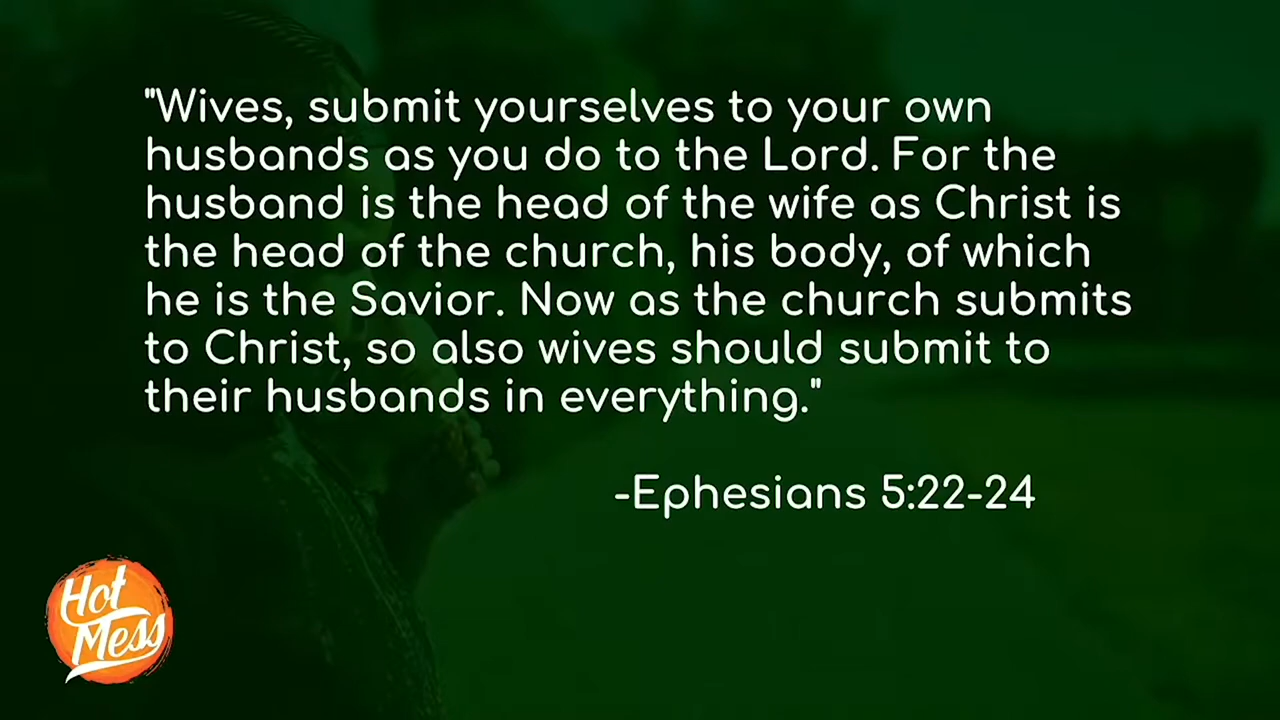 "Wives, submit yourselves to your own
husbands as you do to the Lord. For the
husband is the head of the wife as Christ is
the head of the church, his body, of which
he is the Savior. Now as the church submits
to Christ, so also wives should submit to
their husbands in everything."
-Ephesians 5:22-24
Hot
Mess